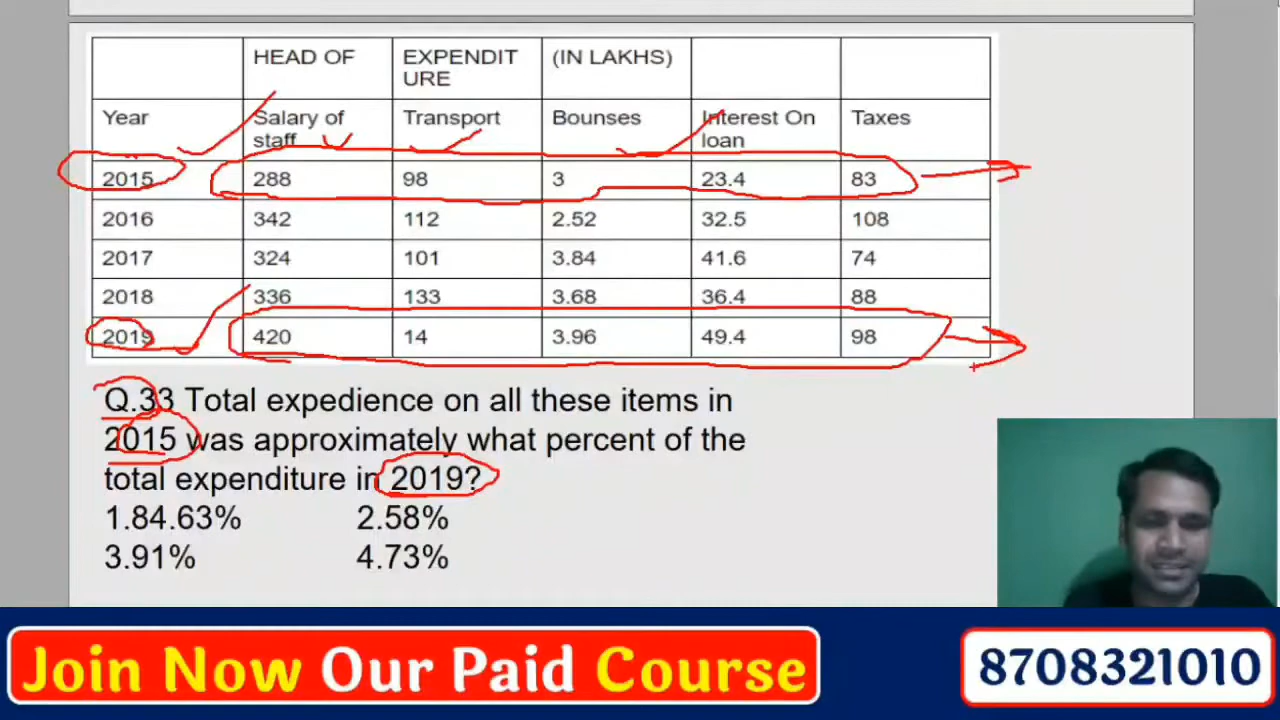 HEAD OF EXPENDIT (IN LAKHS)
URE
Year Salary of Transport Bounses Interest On Taxes
staff loan
2015 288 98 3 23.4 83
2016 342 112 2.52 32.5 108
2017 324 101 3.84 41.6 74
2018 336 133 3.68 36.4 88
2019 420 14 3.96 49.4 98
Q.33 Total expedience on all these items in
2015 was approximately what percent of the
total expenditure in 2019?
1.84.63% 2.58%
3.91% 4.73%
Join Now Our Paid Course 8708321010